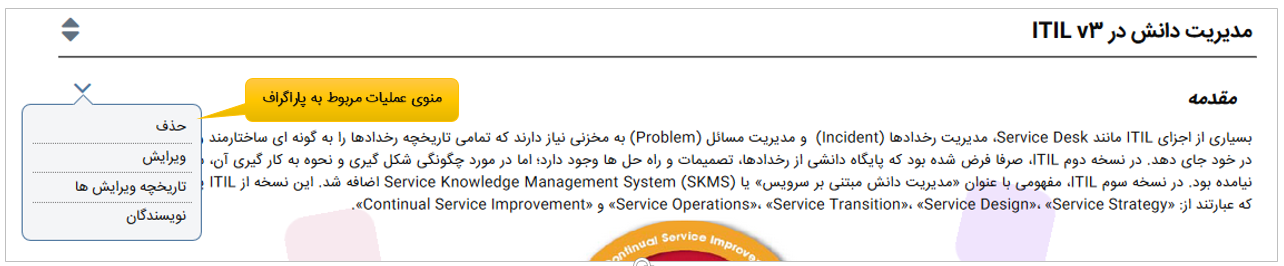 مدیریت دانش در ITIL v۳
مقدمه
منوی عملیات مربوط به پاراگراف
حذف
ویرایش
تاریخچه ویرایش ها
نویسندگان
بسیاری از اجزای ITIL مانند Service Desk، مدیریت رخدادها (Incident) و مدیریت مسائل (Problem) به مخزنی نیاز دارند که تمامی تاریخچه رخدادها را به گونه ای ساختارمند
در خود جای دهد. در نسخه دوم ITIL، صرفا فرض شده بود که پایگاه دانشی از رخدادها، تصمیمات و راه حل ها وجود دارد؛ اما در مورد چگونگی شکل گیری و نحوه به کار گیری آن،
نیامده بود. در نسخه سوم ITIL، مفهومی با عنوان «مدیریت دانش مبتنی بر سرویس» یا Service Knowledge Management System (SKMS) اضافه شد. این نسخه از ITIL
که عبارتند از: «Service Strategy»، «Service Design»، «Service Transition»، «Service Operations» و «Continual Service Improvement».
Continual Service Improve